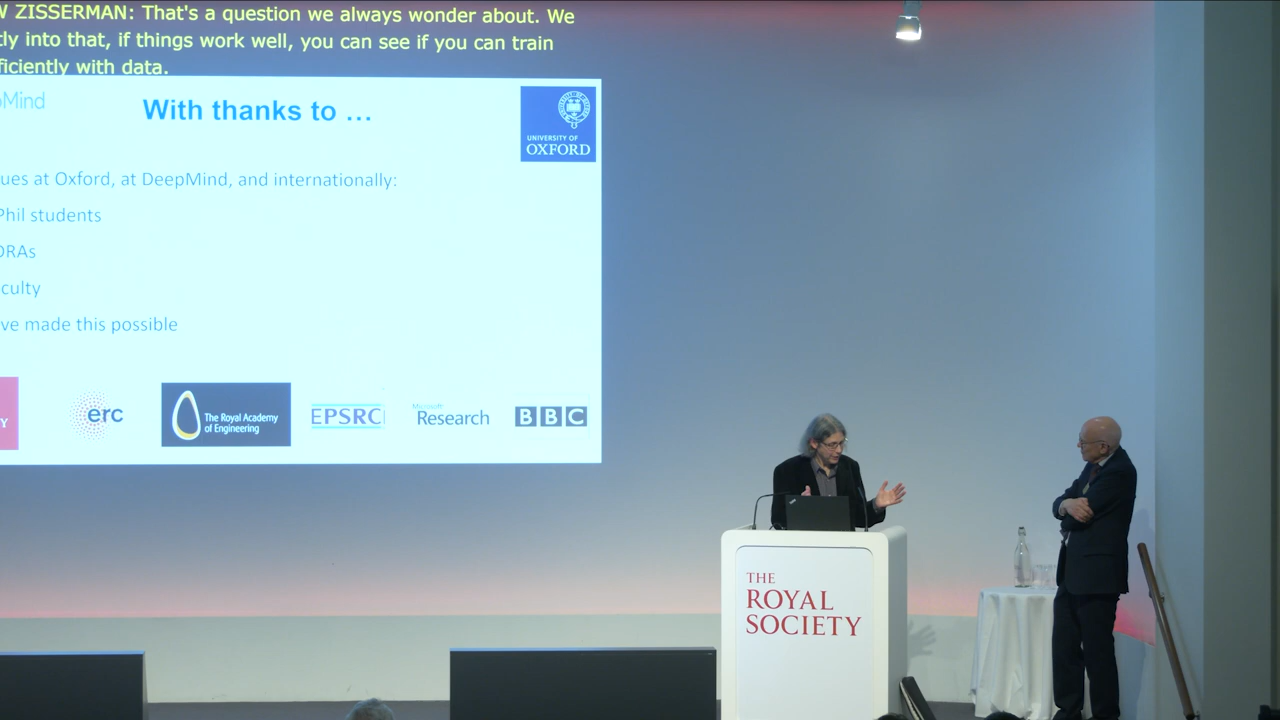 W ZISSERMAN: That's a question we always wonder about. We
tly into that, if things work well, you can see if you can train
ficiently with data.
Mind
With thanks to …
UNIVERSITY OF
OXFORD
ues at Oxford, at DeepMind, and internationally:
Phil students
DRAs
culty
ve made this possible
Y
erc
The Royal Academy
of Engineering
EPSRC
Microsoft
Research
BBC
THE
ROYAL
SOCIETY